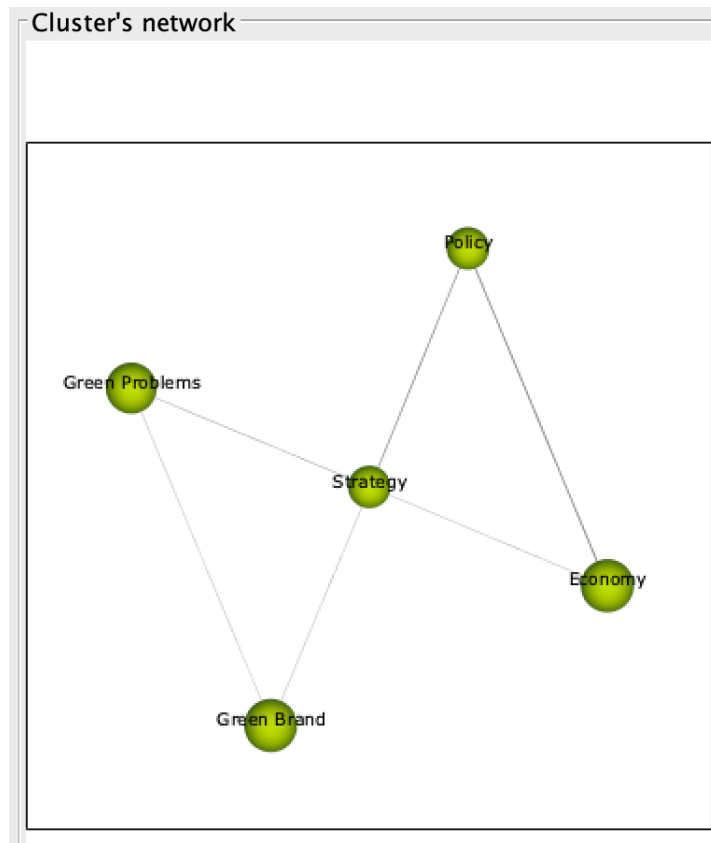 Cluster's network
Policy
Green Problems
Strategy
Economy
Green Brand